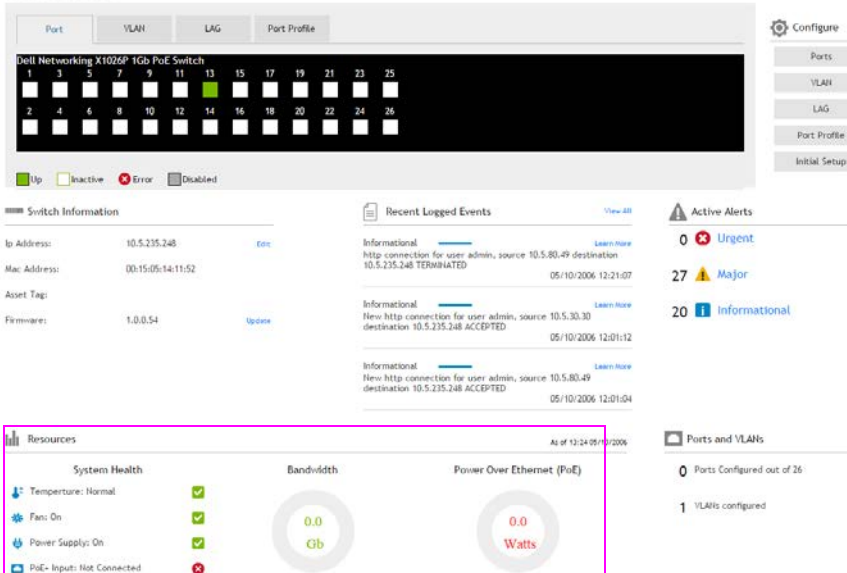 Port VLAN LAG Port Profile
Configure
Ports
VLAN
LAG
Port Profile
Initial Setup
Dell Networking X1026P 1Gb PoE Switch
1 3 5 7 9 11 13 15 17 19 21 23 25
2 4 6 8 10 12 14 16 18 20 22 24 26
Up Inactive Error Disabled
Switch Information
Ip Address: 10.5.235.248 Edit
Mac Address: 00:15:05:14:11:52
Asset Tag:
Firmware: 1.0.0.54 Update
Recent Logged Events View All
Informational Learn More
http connection for user admin, source 10.5.80.49 destination
10.5.235.248 TERMINATED
05/10/2006 12:21:07
Informational Learn More
New http connection for user admin, source 10.5.30.30
destination 10.5.235.248 ACCEPTED
05/10/2006 12:01:12
Informational Learn More
New http connection for user admin, source 10.5.80.49
destination 10.5.235.248 ACCEPTED
05/10/2006 12:01:04
Active Alerts
0 Urgent
27 Major
20 Informational
Resources As of 13:24 05/10/2006
System Health
Temperture: Normal
Fan: On
Power Supply: On
PoE+ Input: Not Connected
Bandwidth
0.0
Gb
Power Over Ethernet (PoE)
0.0
Watts
Ports and VLANs
0 Ports Configured out of 26
1 VLANs configured